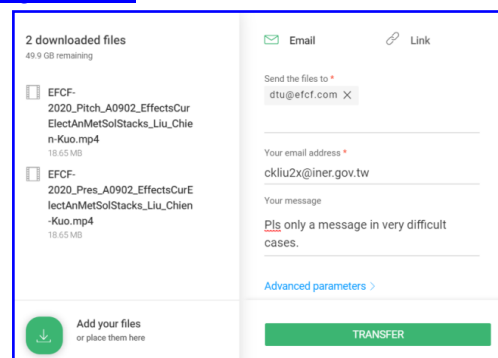 2 downloaded files
49.9 GB remaining
EFCF-
2020_Pitch_A0902_EffectsCur
ElectAnMetSolStacks_Liu_Chie
n-Kuo.mp4
18.65 MB
EFCF-
2020_Pres_A0902_EffectsCurE
lectAnMetSolStacks_Liu_Chien
-Kuo.mp4
18.65 MB
Add your files
or place them here
Email
Link
Send the files to *
dtu@efcf.com ×
Your email address *
ckliu2x@iner.gov.tw
Your message
Pls only a message in very difficult
cases.
Advanced parameters >
TRANSFER